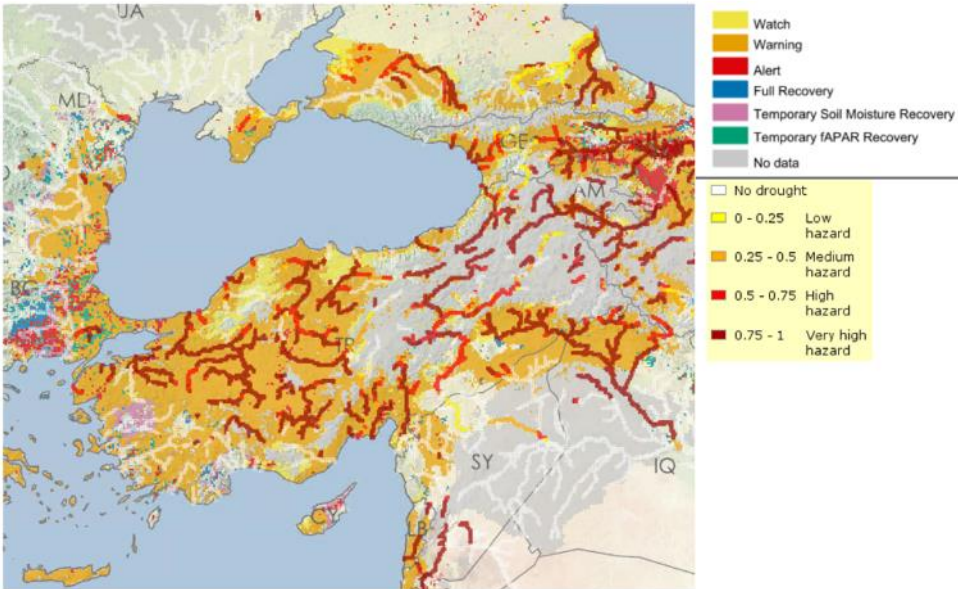 UA
MD
BG
GE
AM
TR
SY
IQ
CY
LB
Watch
Warning
Alert
Full Recovery
Temporary Soil Moisture Recovery
Temporary fAPAR Recovery
No data
No drought
0 - 0.25 Low
hazard
0.25 - 0.5 Medium
hazard
0.5 - 0.75 High
hazard
0.75 - 1 Very high
hazard